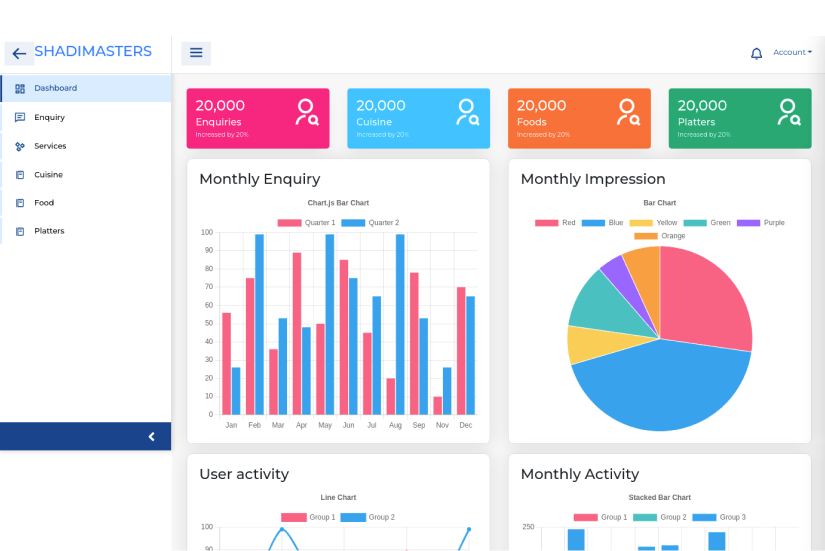 SHADIMASTERS
Account
Dashboard
Enquiry
Services
Cuisine
Food
Platters
20,000
Enquiries
Increased by 20%
20,000
Cuisine
Increased by 20%
20,000
Foods
Increased by 20%
20,000
Platters
Increased by 20%
Monthly Enquiry
Chart.js Bar Chart
Quarter 1 Quarter 2
100
90
80
70
60
50
40
30
20
10
0
Jan Feb Mar Apr May Jun Jul Aug Sep Nov Dec
Monthly Impression
Bar Chart
Red Blue Yellow Green Purple
Orange
User activity
Line Chart
Group 1 Group 2
100
90
Monthly Activity
Stacked Bar Chart
Group 1 Group 2 Group 3
250